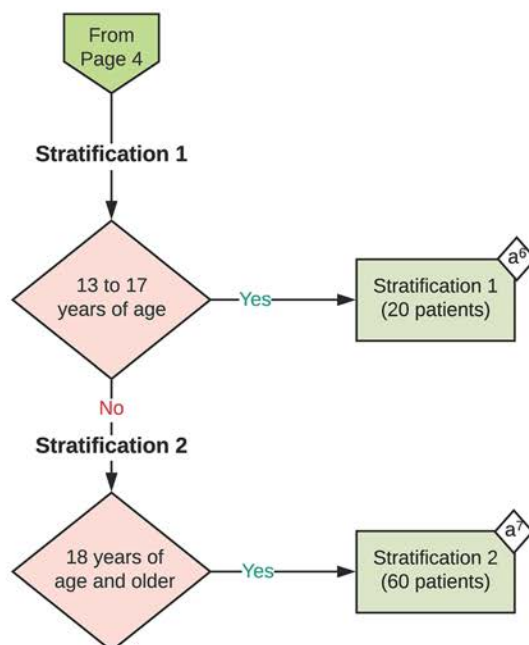 From
Page 4
Stratification 1
13 to 17
years of age
Yes
a⁶
Stratification 1
(20 patients)
No
Stratification 2
18 years of
age and older
Yes
a⁷
Stratification 2
(60 patients)